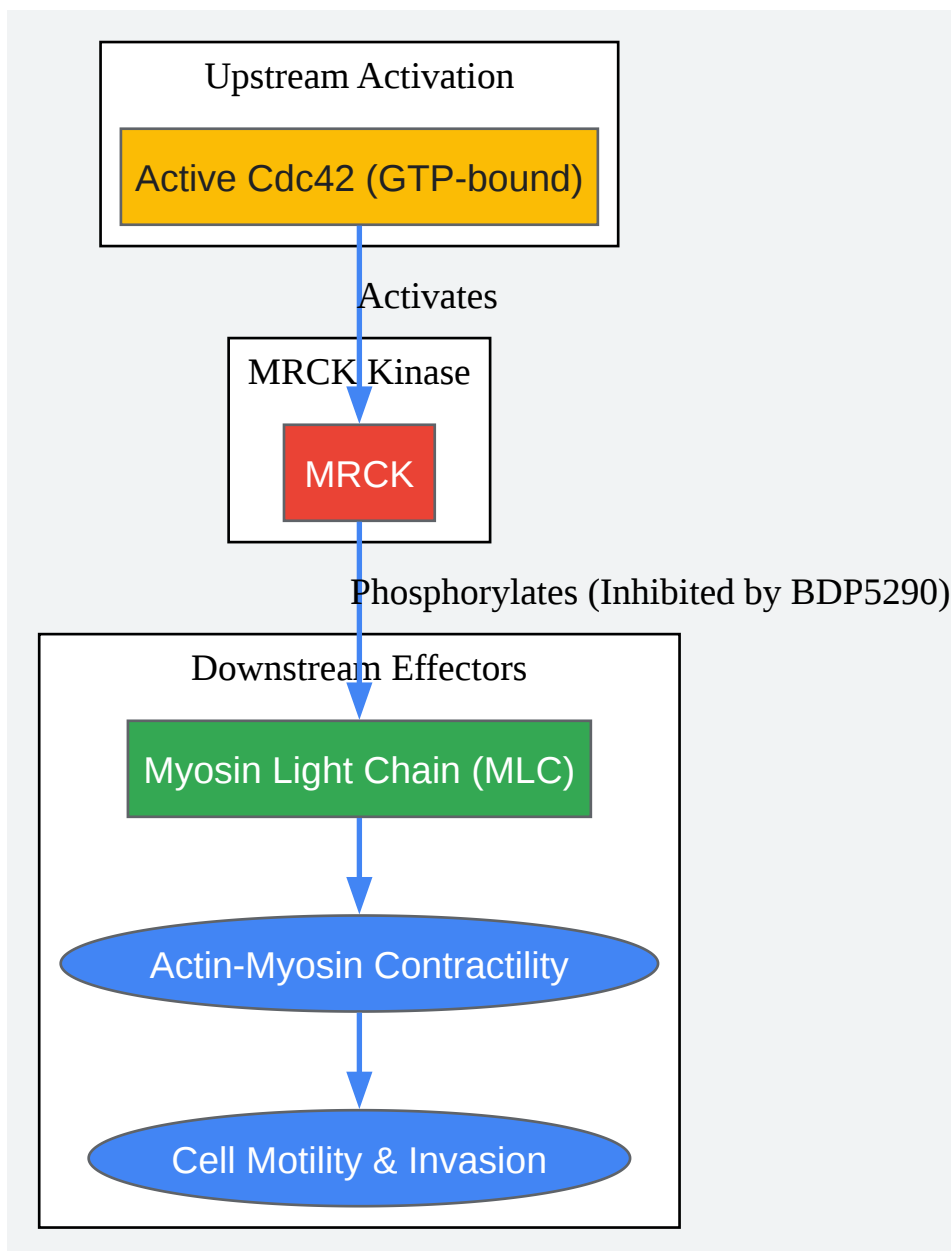 Upstream Activation
Active Cdc42 (GTP-bound)
Activates
MRCK Kinase
MRCK
Phosphorylates (Inhibited by BDP5290)
Downstream Effectors
Myosin Light Chain (MLC)
Actin-Myosin Contractility
Cell Motility & Invasion